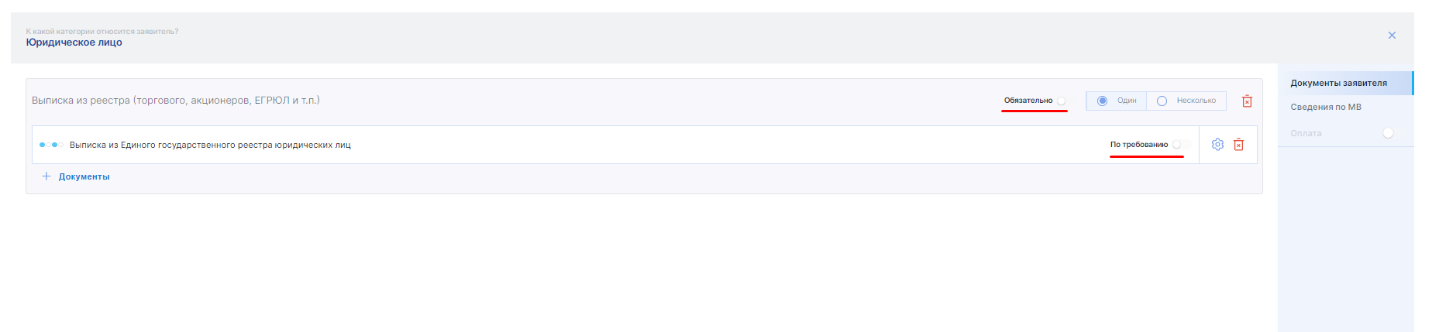 К какой категории относится заявитель?
Юридическое лицо
Документы заявителя
Выписка из реестра (торгового, акционеров, ЕГРЮЛ и т.п.)
Обязательно
Один
Несколько
Сведения по МВ
Оплата
Выписка из Единого государственного реестра юридических лиц
По требованию
Документы